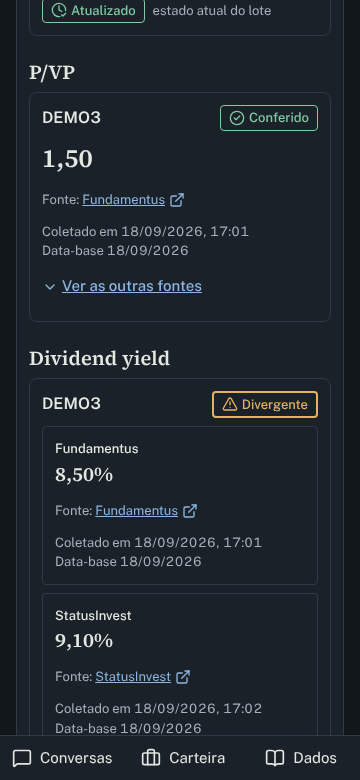 Atualizado estado atual do lote
P/VP
DEMO3 Conferido
1,50
Fonte: Fundamentus
Coletado em 18/09/2026, 17:01
Data-base 18/09/2026
Ver as outras fontes
Dividend yield
DEMO3 Divergente
Fundamentus
8,50%
Fonte: Fundamentus
Coletado em 18/09/2026, 17:01
Data-base 18/09/2026
StatusInvest
9,10%
Fonte: StatusInvest
Coletado em 18/09/2026, 17:02
Data-base 18/09/2026
Conversas Carteira Dados